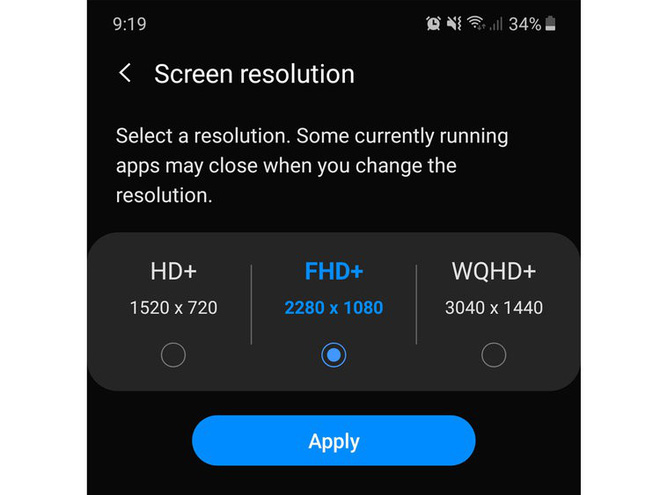 9:19 34%
Screen resolution
Select a resolution. Some currently running
apps may close when you change the
resolution.
HD+ FHD+ WQHD+
1520 x 720 2280 x 1080 3040 x 1440
Apply